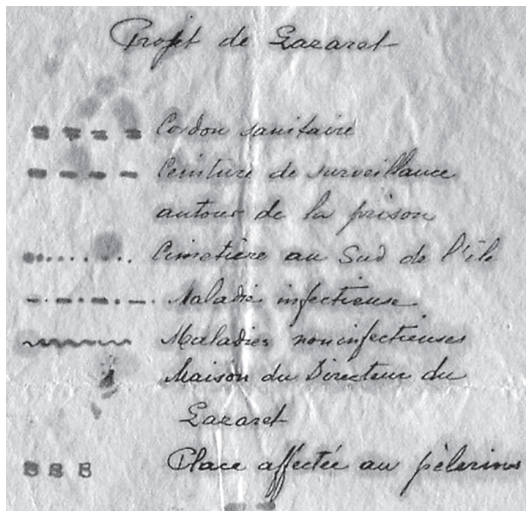 Projet de Lazaret
Cordon sanitaire
Ceinture de surveillance
autour de la prison
Cimetière au Sud de l'île
Maladie infectieuse
Maladies noninfectieuses
Maison du Directeur du
Lazaret
Place affectée au pèlerins